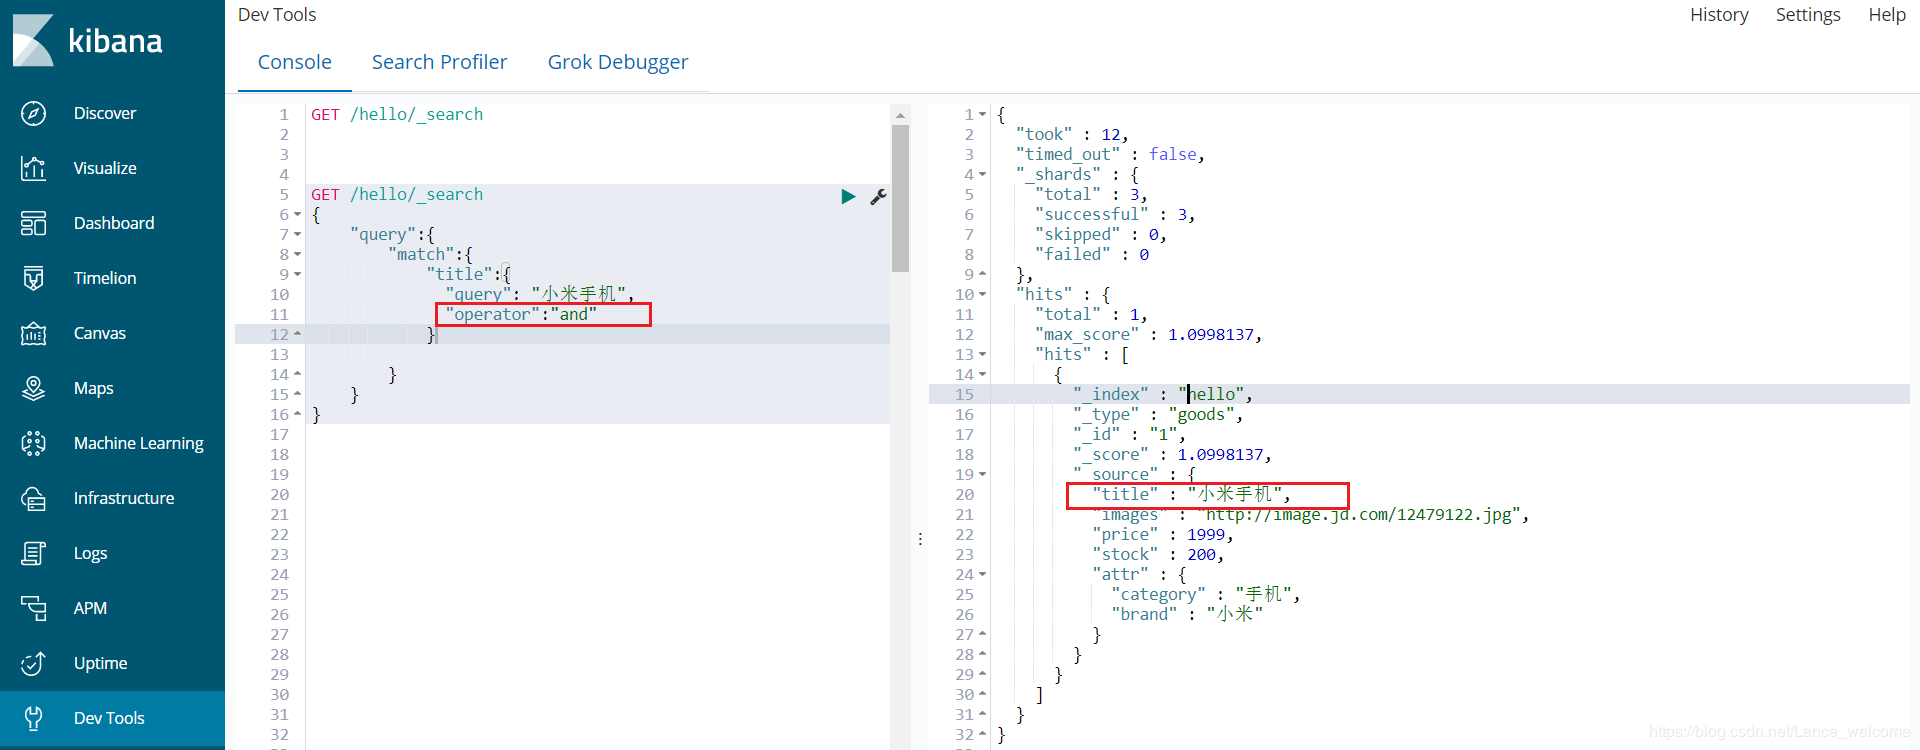 kibana
Discover
Visualize
Dashboard
Timelion
Canvas
Maps
Machine Learning
Infrastructure
Logs
APM
Uptime
Dev Tools
Dev Tools
History Settings Help
Console Search Profiler Grok Debugger
1 GET /hello/_search
2
3
4
5 GET /hello/_search
6 {
7 "query":{
8 "match":{
9 "title":{
10 "query": "小米手机",
11 "operator":"and"
12 }
13
14 }
15 }
16 }
17
18
19
20
21
22
23
24
25
26
27
28
29
30
31
32
1 {
2 "took" : 12,
3 "timed_out" : false,
4 "_shards" : {
5 "total" : 3,
6 "successful" : 3,
7 "skipped" : 0,
8 "failed" : 0
9 },
10 "hits" : {
11 "total" : 1,
12 "max_score" : 1.0998137,
13 "hits" : [
14 {
15 "_index" : "hello",
16 "_type" : "goods",
17 "_id" : "1",
18 "_score" : 1.0998137,
19 "_source" : {
20 "title" : "小米手机",
21 "images" : "http://image.jd.com/12479122.jpg",
22 "price" : 1999,
23 "stock" : 200,
24 "attr" : {
25 "category" : "手机",
26 "brand" : "小米"
27 }
28 }
29 }
30 ]
31 }
32 }
https://blog.csdn.net/Lance_welcome